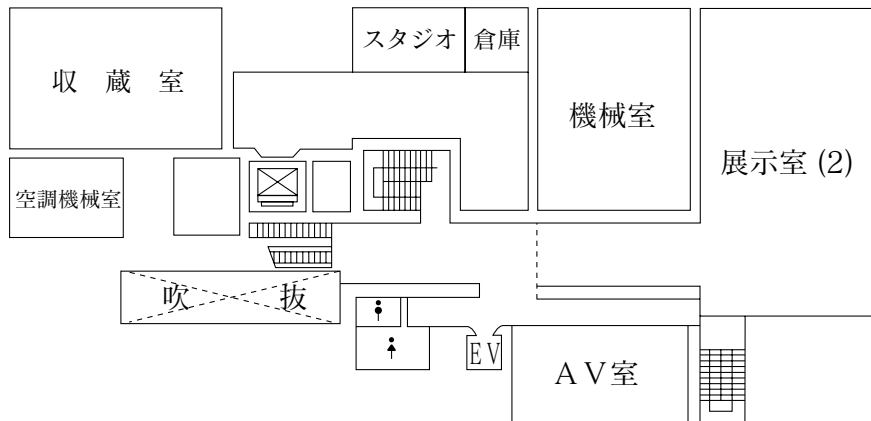 スタジオ
倉庫
収 蔵 室
機械室
展示室 (2)
空調機械室
吹 抜
EV
AV室